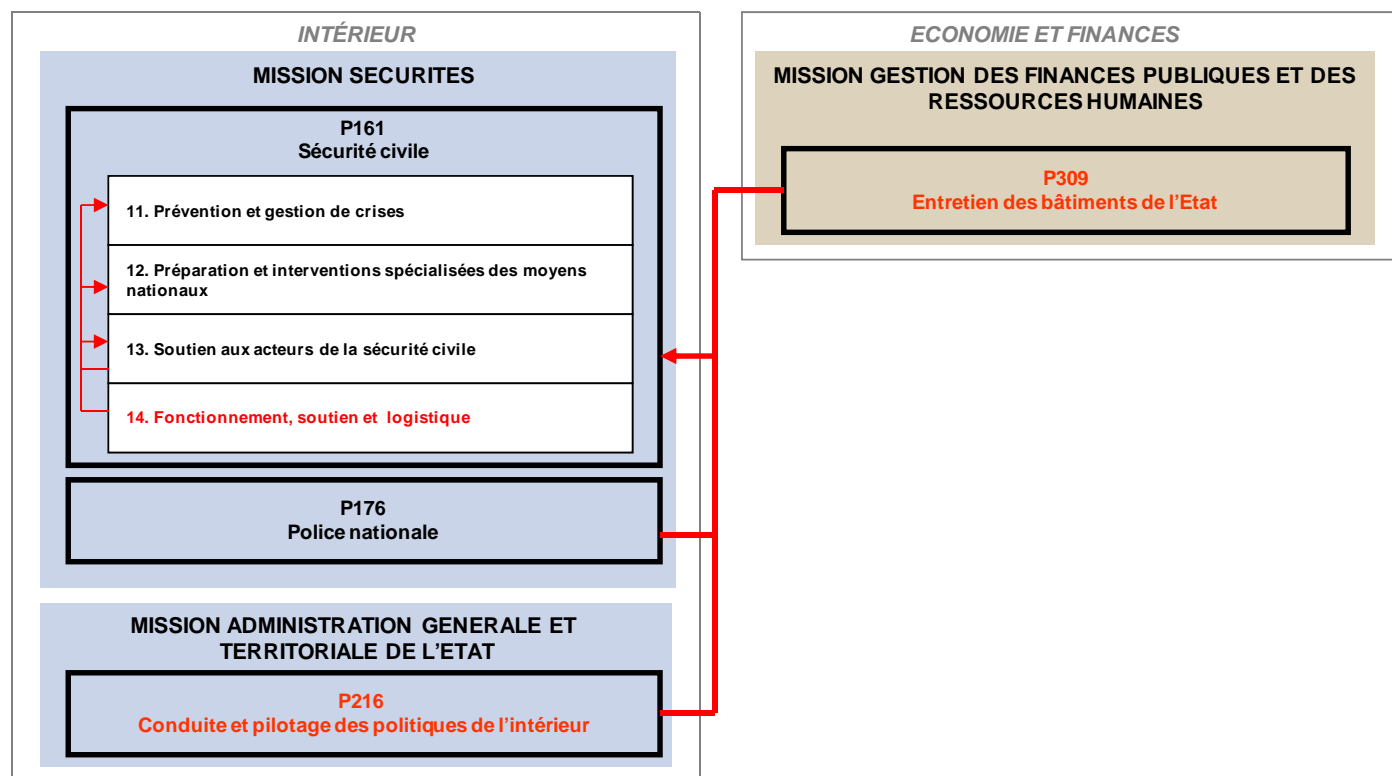 INTÉRIEUR
MISSION SECURITES
P161
Sécurité civile
11. Prévention et gestion de crises
12. Préparation et interventions spécialisées des moyens
nationaux
13. Soutien aux acteurs de la sécurité civile
14. Fonctionnement, soutien et logistique
P176
Police nationale
MISSION ADMINISTRATION GENERALE ET
TERRITORIALE DE L'ETAT
P216
Conduite et pilotage des politiques de l'intérieur
ECONOMIE ET FINANCES
MISSION GESTION DES FINANCES PUBLIQUES ET DES
RESSOURCES HUMAINES
P309
Entretien des bâtiments de l'Etat